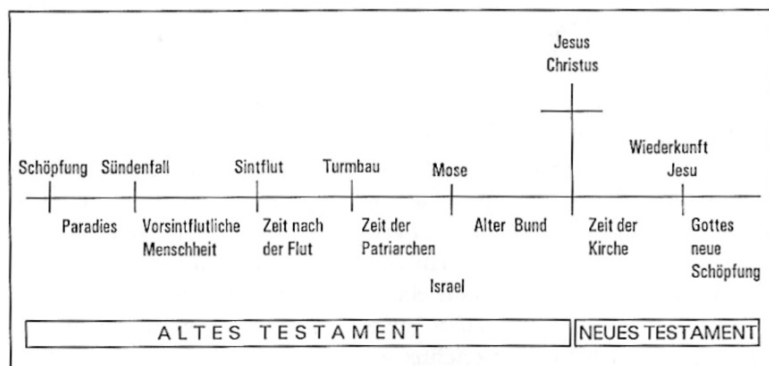 Jesus
Christus
Wiederkunft
Schöpfung Sündenfall Sintflut Turmbau Mose Jesu
Paradies Vorsintflutliche Zeit nach Zeit der Alter Bund Zeit der Gottes
Menschheit der Flut Patriarchen Kirche neue
Schöpfung
Israel
ALTES TESTAMENT NEUES TESTAMENT